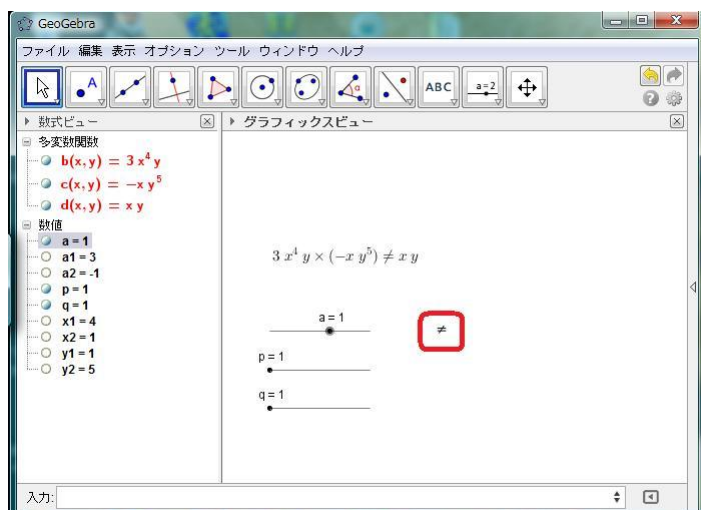 GeoGebra
ファイル 編集 表示 オプション ツール ウィンドウ ヘルプ
A
α
ABC
a=2
数式ビュー
グラフィックスビュー
多変数関数
b(x, y) = 3 x⁴ y
c(x, y) = −x y⁵
d(x, y) = x y
数値
a = 1
a1 = 3
a2 = -1
p = 1
q = 1
x1 = 4
x2 = 1
y1 = 1
y2 = 5
3 x⁴ y × (−x y⁵) ≠ x y
a = 1
≠
p = 1
q = 1
入力: